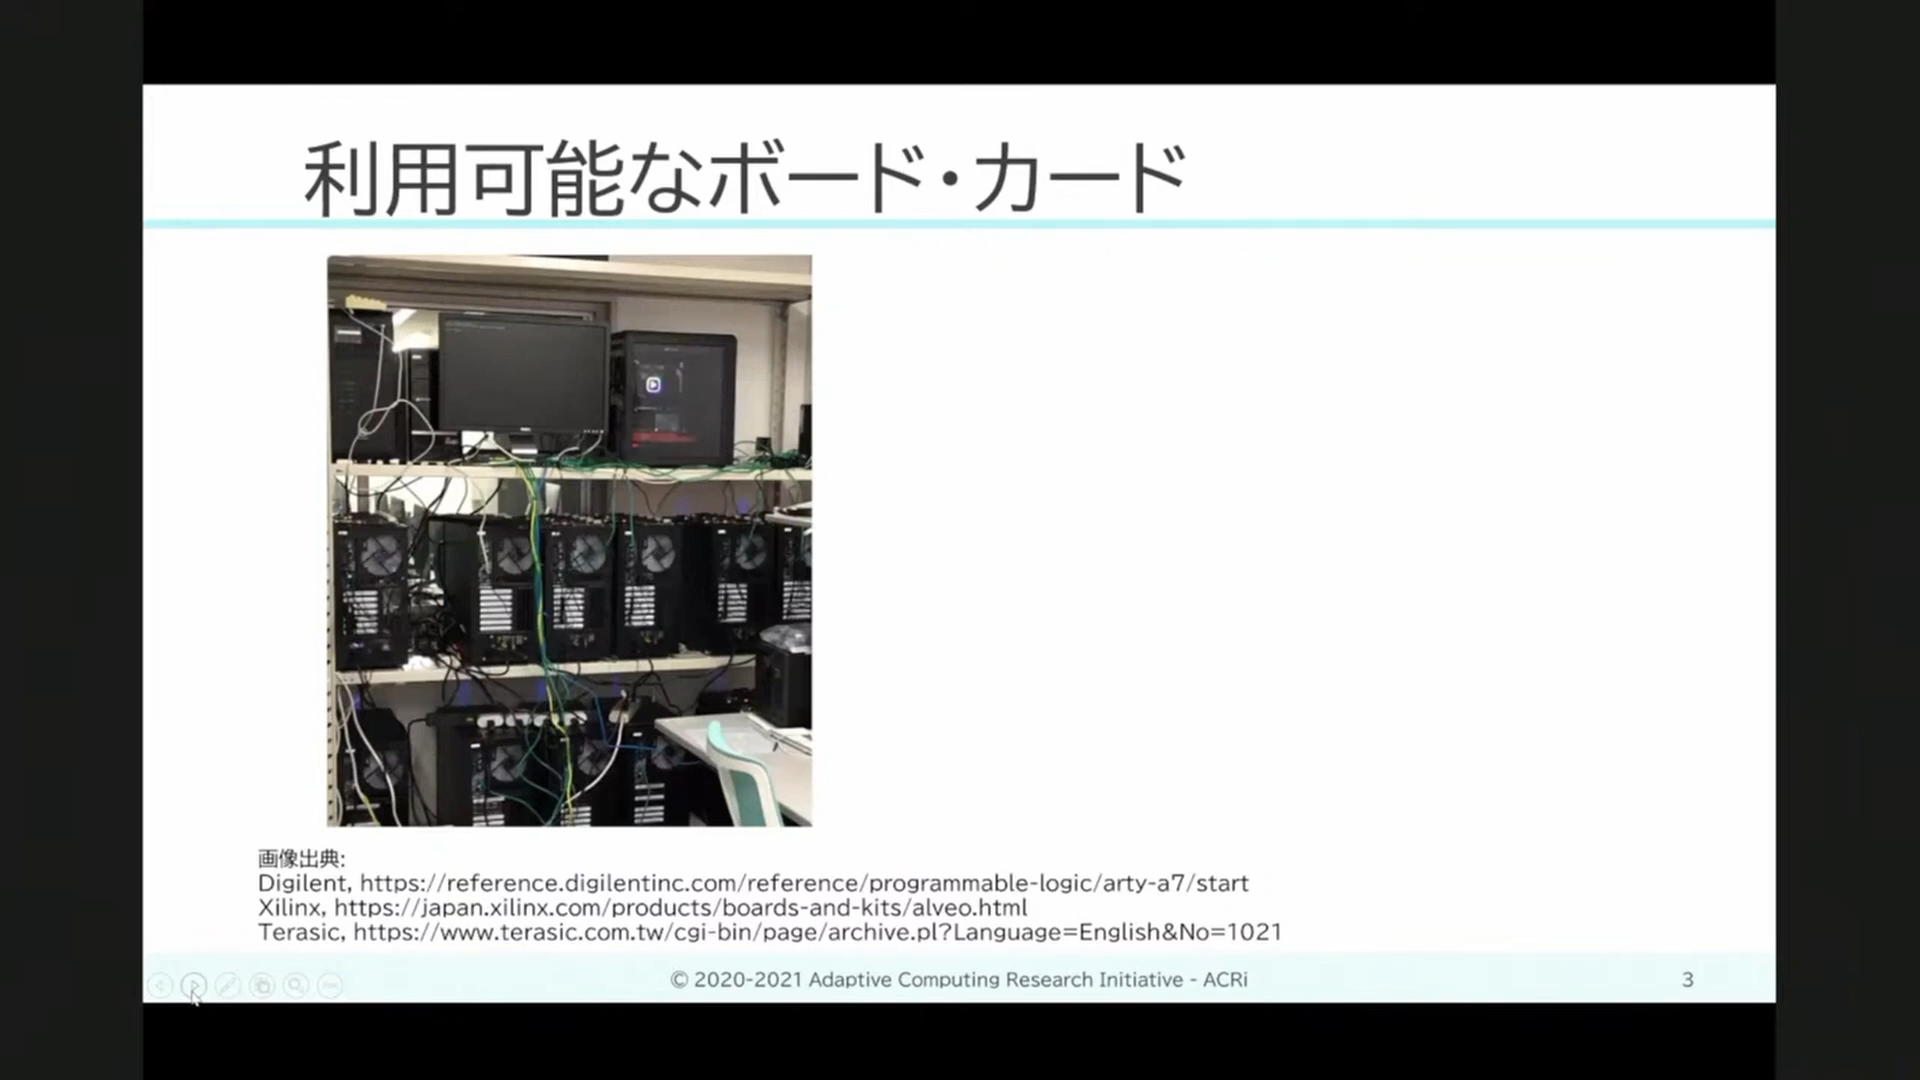 利用可能なボード・カード
画像出典:
Digilent, https://reference.digilentinc.com/reference/programmable-logic/arty-a7/start
Xilinx, https://japan.xilinx.com/products/boards-and-kits/alveo.html
Terasic, https://www.terasic.com.tw/cgi-bin/page/archive.pl?Language=English&No=1021
© 2020-2021 Adaptive Computing Research Initiative - ACRi
3